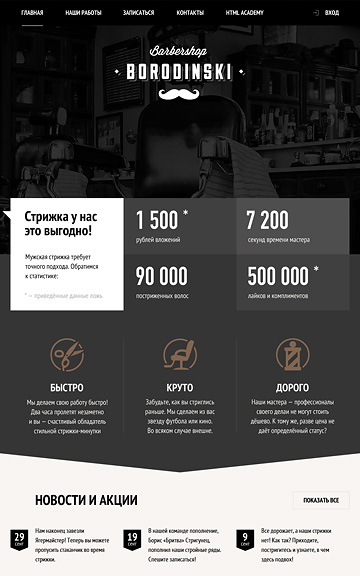 ГЛАВНАЯ НАШИ РАБОТЫ ЗАПИСАТЬСЯ КОНТАКТЫ HTML ACADEMY ВХОД
Barbershop
BORODINSKI
Стрижка у нас
это выгодно!
Мужская стрижка требует
точного подхода. Обратимся
к статистике:
* — приведённые данные ложь
1 500 *
рублей вложений
7 200
секунд времени мастера
90 000
постриженных волос
500 000 *
лайков и комплиментов
БЫСТРО
Мы делаем свою работу быстро!
Два часа пролетят незаметно
и вы — счастливый обладатель
стильной стрижки-минутки
КРУТО
Забудьте, как вы стриглись
раньше. Мы сделаем из вас
звезду футбола или кино.
Во всяком случае внешне.
ДОРОГО
Наши мастера — профессионалы
своего дела и не могут стоить
дёшево. К тому же, разве цена не
даёт определённый статус?
НОВОСТИ И АКЦИИ
ПОКАЗАТЬ ВСЕ
29
СЕНТ
Нам наконец завезли
Ягермайстер! Теперь вы можете
пропустить стаканчик во время
стрижки.
19
СЕНТ
В нашей команде пополнение,
Борис «Бритва» Стригунец,
пополнил наши стройные ряды.
Спешите записаться!
9
СЕНТ
Все дорожает, а наши стрижки
нет! Как так? Приходите,
постригитесь и узнаете, в чем
здесь подвох!